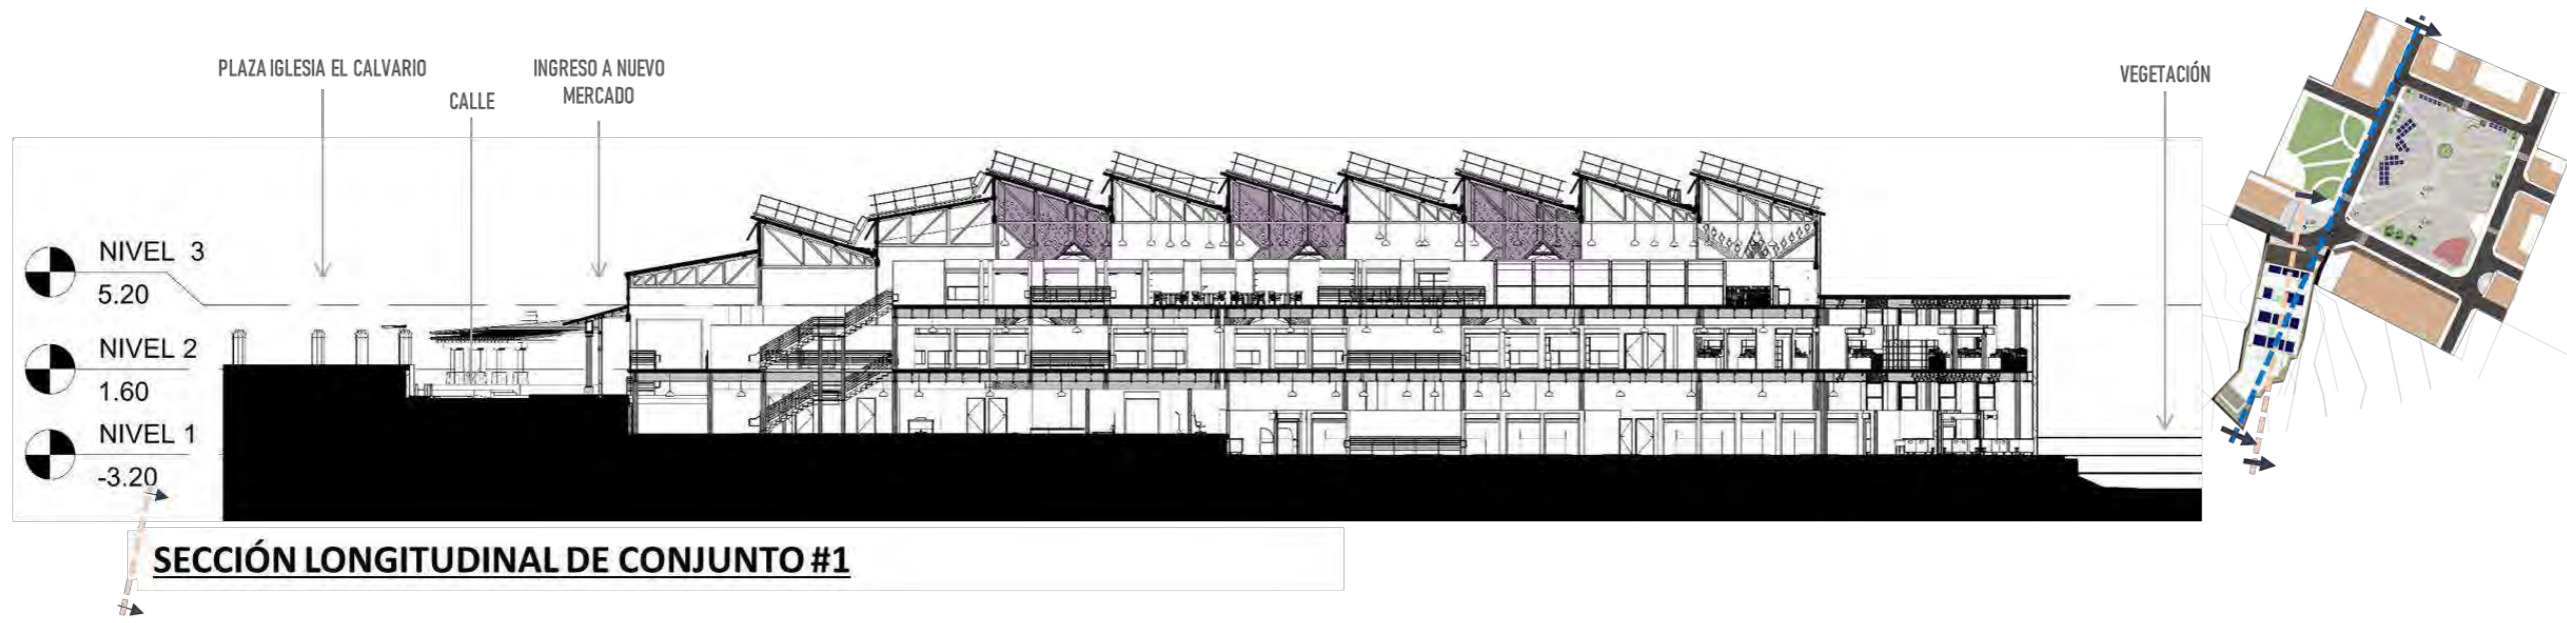 PLAZA IGLESIA EL CALVARIO
CALLE
INGRESO A NUEVO
MERCADO
VEGETACIÓN
NIVEL 3
5.20
NIVEL 2
1.60
NIVEL 1
-3.20
SECCIÓN LONGITUDINAL DE CONJUNTO #1